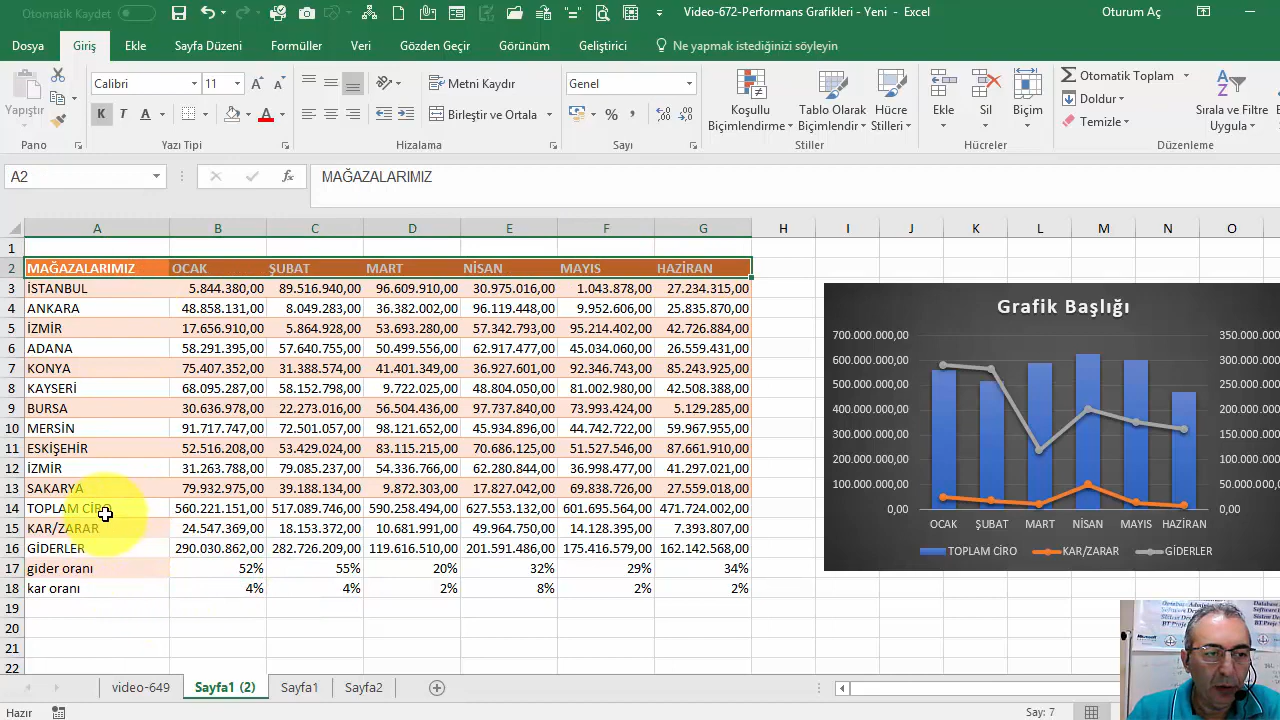 Otomatik Kaydet
Video-672-Performans Grafikleri - Yeni - Excel
Oturum Aç
Dosya Giriş Ekle Sayfa Düzeni Formüller Veri Gözden Geçir Görünüm Geliştirici Ne yapmak istediğinizi söyleyin
Yapıştır
Calibri 11
K T A
Metni Kaydır
Birleştir ve Ortala
Genel
Koşullu Biçimlendirme
Tablo Olarak Biçimlendir
Hücre Stilleri
Ekle Sil Biçim
Otomatik Toplam
Doldur
Temizle
Sırala ve Filtre Uygula
Pano Yazı Tipi Hizalama Sayı Stiller Hücreler Düzenleme
A2 fx MAĞAZALARIMIZ
A B C D E F G H I J K L M N O
1
2 MAĞAZALARIMIZ OCAK ŞUBAT MART NİSAN MAYIS HAZİRAN
3 İSTANBUL 5.844.380,00 89.516.940,00 96.609.910,00 30.975.016,00 1.043.878,00 27.234.315,00
4 ANKARA 48.858.131,00 8.049.283,00 36.382.002,00 96.119.448,00 9.952.606,00 25.835.870,00
5 İZMİR 17.656.910,00 5.864.928,00 53.693.280,00 57.342.793,00 95.214.402,00 42.726.884,00
6 ADANA 58.291.395,00 57.640.755,00 50.499.556,00 62.917.477,00 45.034.060,00 26.559.431,00
7 KONYA 75.407.350,00 31.388.574,00 41.401.349,00 36.927.601,00 92.346.743,00 85.243.925,00
8 KAYSERİ 68.095.287,00 58.152.798,00 9.722.025,00 48.804.050,00 81.002.980,00 42.508.388,00
9 BURSA 30.636.978,00 22.273.016,00 56.504.436,00 97.737.840,00 73.993.424,00 5.129.285,00
10 MERSİN 91.717.747,00 72.501.057,00 98.121.652,00 45.934.896,00 44.742.722,00 59.967.955,00
11 ESKİŞEHİR 52.516.208,00 53.429.024,00 83.115.215,00 70.686.125,00 51.527.546,00 87.661.910,00
12 İZMİR 31.263.788,00 79.085.237,00 54.336.766,00 62.280.844,00 36.998.477,00 41.297.021,00
13 SAKARYA 79.932.975,00 39.188.134,00 9.872.303,00 17.827.042,00 69.838.726,00 27.559.018,00
14 TOPLAM CİRO 560.221.151,00 517.089.740,00 590.258.486,00 627.553.132,00 601.695.564,00 471.724.002,00
15 KAR/ZARAR 24.547.369,00 18.153.372,00 10.681.911,00 49.964.750,00 14.128.395,00 7.393.807,00
16 GİDERLER 290.030.862,00 282.726.209,00 119.616.510,00 201.591.486,00 175.416.579,00 162.142.568,00
17 gider oranı 52% 55% 20% 32% 29% 34%
18 kar oranı 4% 4% 2% 8% 2% 2%
19
20
21
22
Grafik Başlığı
700.000.000,00 350.000.00
600.000.000,00 300.000.00
500.000.000,00 250.000.00
400.000.000,00 200.000.00
300.000.000,00 150.000.00
200.000.000,00 100.000.00
100.000.000,00 50.000.00
0,00 0,00
OCAK ŞUBAT MART NİSAN MAYIS HAZİRAN
TOPLAM CİRO KAR/ZARAR GİDERLER
video-649 Sayfa1 (2) Sayfa1 Sayfa2
Hazır
Say: 7